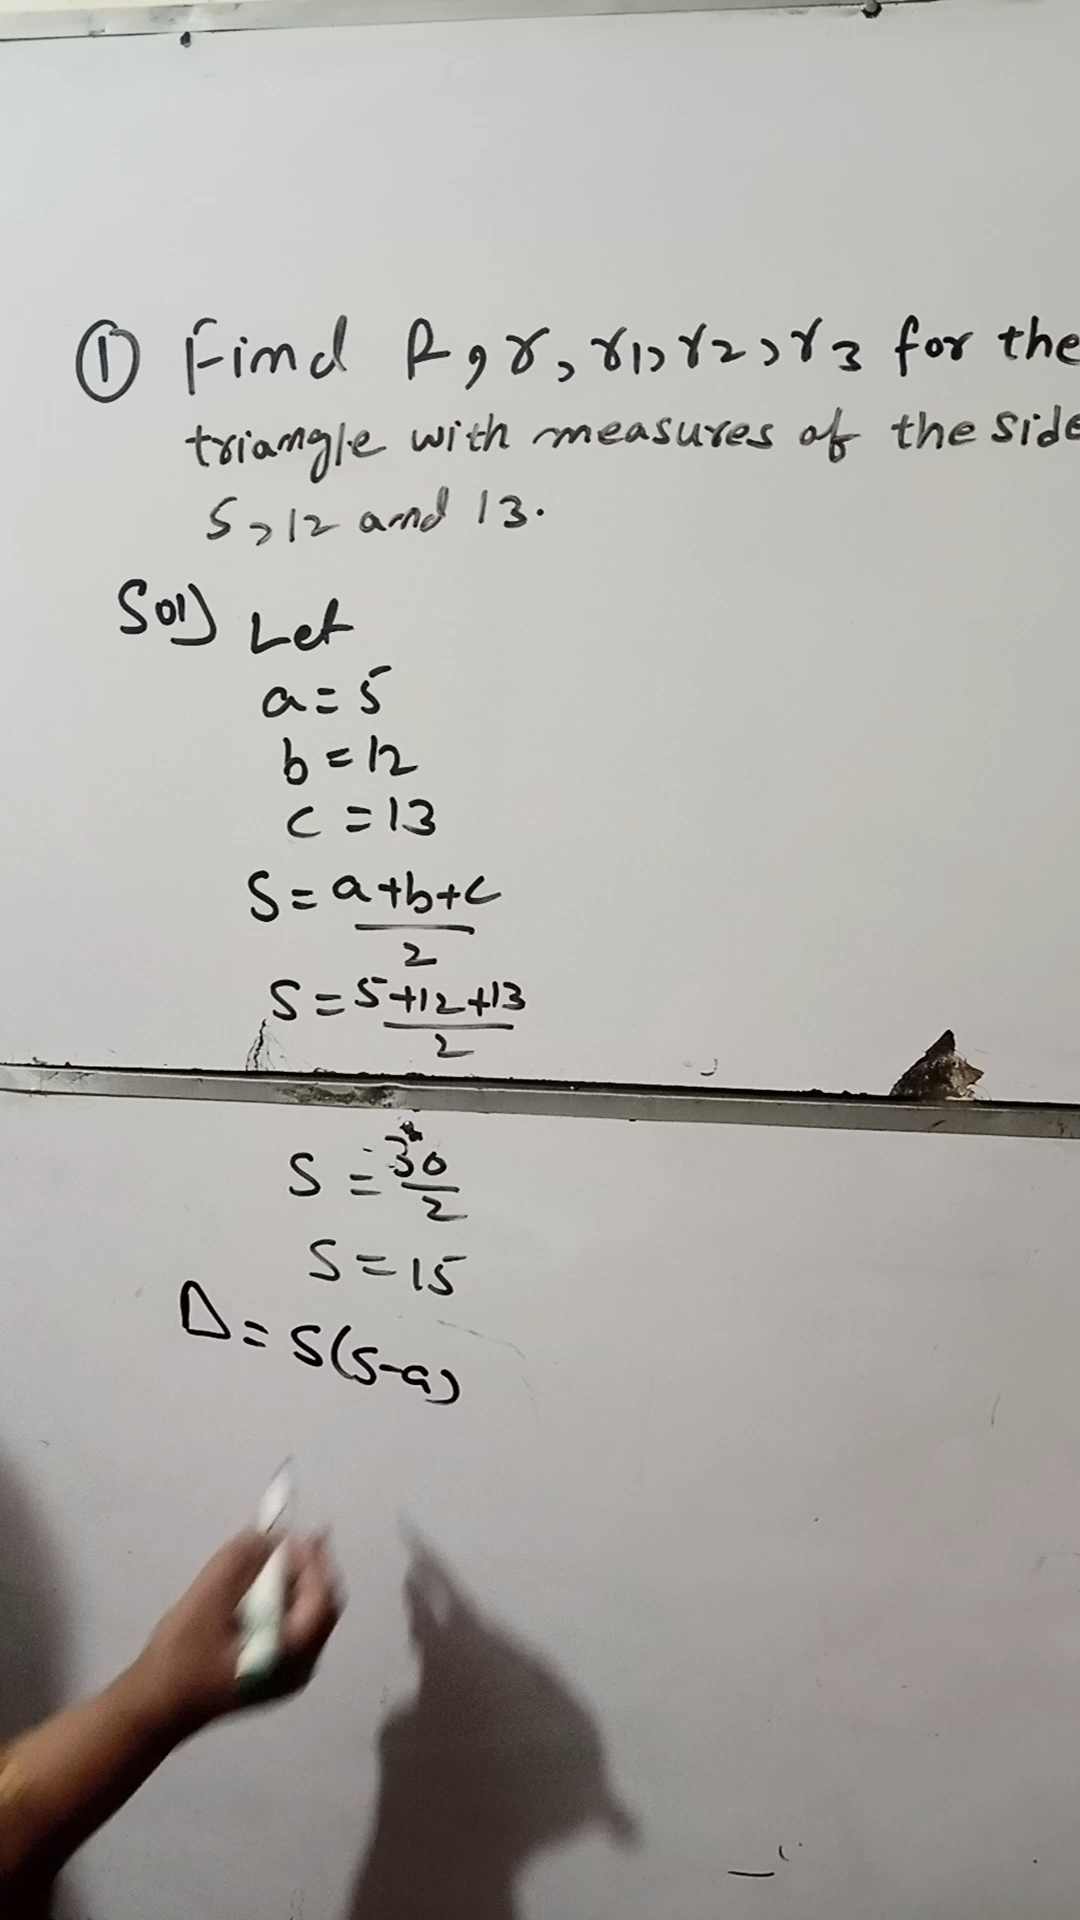 ① Find R, r, r1, r2, r3 for the
triangle with measures of the side
5, 12 and 13.
Sol) Let
a = 5
b = 12
c = 13
S = a+b+c
2
S = 5+12+13
2
S = 30
2
S = 15
Δ = S(S-a)